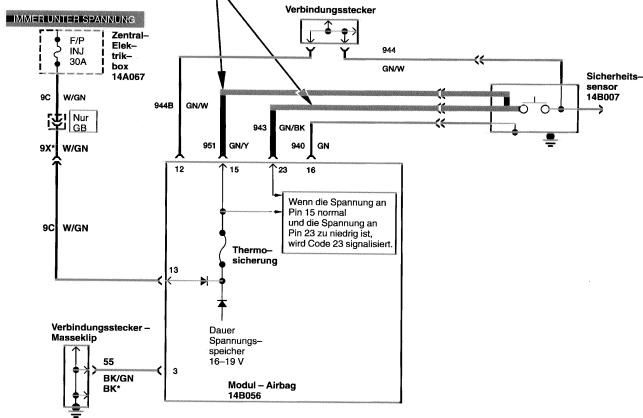 Verbindungsstecker
IMMER UNTER SPANNUNG
F/P
INJ
30A
Zentral–
Elek–
trik–
box
14A067
944
GN/W
Sicherheits–
sensor
14B007
9C W/GN
944B GN/W
Nur
GB
9X* W/GN
951 GN/Y
943 GN/BK
940 GN
12
15
23
16
Wenn die Spannung an
Pin 15 normal
und die Spannung an
Pin 23 zu niedrig ist,
wird Code 23 signalisiert.
9C W/GN
Thermo–
sicherung
13
Dauer
Spannungs–
speicher
16–19 V
Verbindungsstecker –
Masseklip
55
BK/GN
BK*
3
Modul – Airbag
14B056